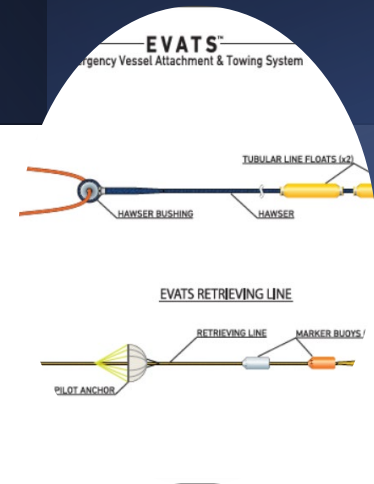 EVATS™
Vessel Attachment & Towing System
TUBULAR LINE FLOATS (x2)
HAWSER BUSHING
HAWSER
EVATS RETRIEVING LINE
RETRIEVING LINE
MARKER BUOYS/
PILOT ANCHOR